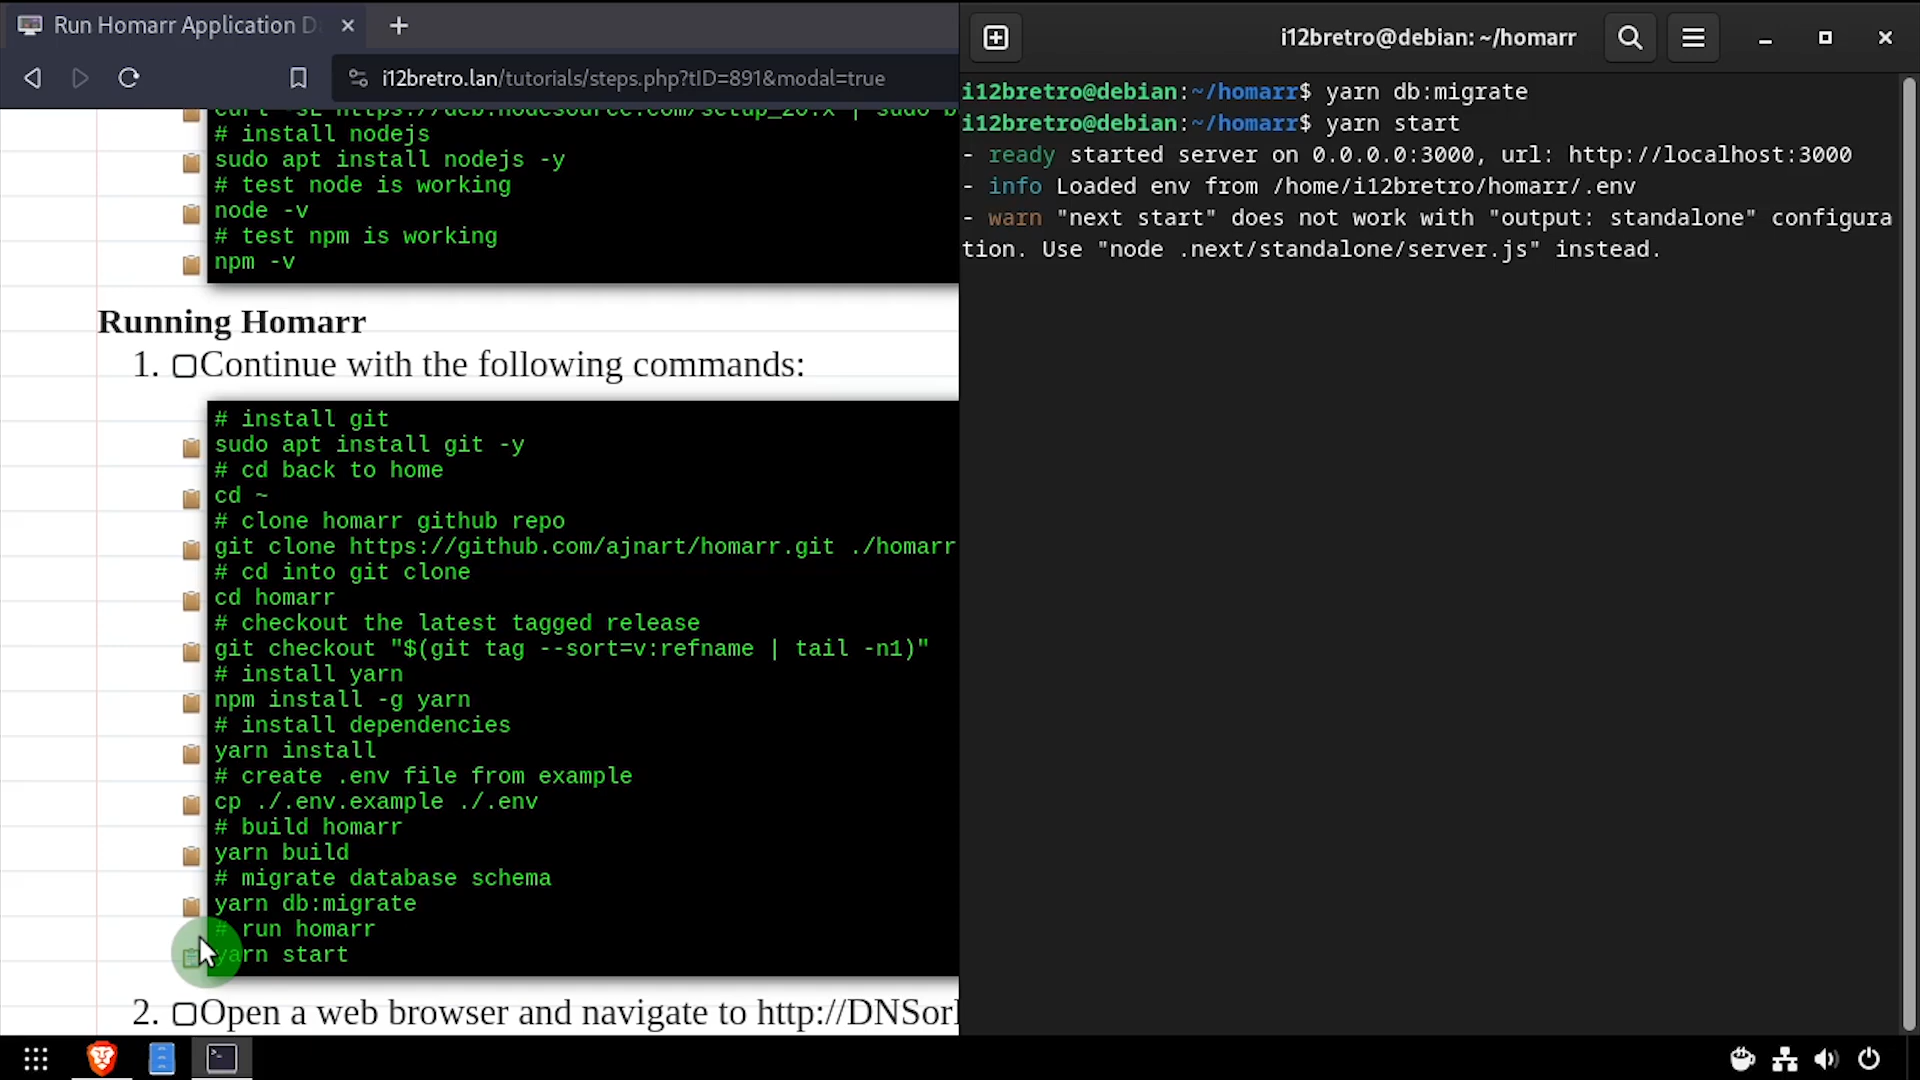 Run Homarr Application D
i12bretro.lan/tutorials/steps.php?tID=891&modal=true
# install nodejs
sudo apt install nodejs -y
# test node is working
node -v
# test npm is working
npm -v
Running Homarr
1. Continue with the following commands:
# install git
sudo apt install git -y
# cd back to home
cd ~
# clone homarr github repo
git clone https://github.com/ajnart/homarr.git ./homarr
# cd into git clone
cd homarr
# checkout the latest tagged release
git checkout "$(git tag --sort=v:refname | tail -n1)"
# install yarn
npm install -g yarn
# install dependencies
yarn install
# create .env file from example
cp ./.env.example ./.env
# build homarr
yarn build
# migrate database schema
yarn db:migrate
# run homarr
yarn start
2. Open a web browser and navigate to http://DNSor
i12bretro@debian: ~/homarr
i12bretro@debian:~/homarr$ yarn db:migrate
i12bretro@debian:~/homarr$ yarn start
- ready started server on 0.0.0.0:3000, url: http://localhost:3000
- info Loaded env from /home/i12bretro/homarr/.env
- warn "next start" does not work with "output: standalone" configura
tion. Use "node .next/standalone/server.js" instead.